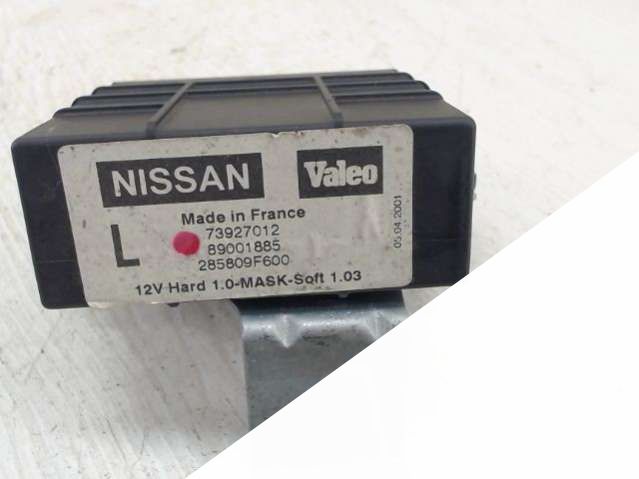 NISSAN Valeo
Made in France
L
73927012
89001885
285809F600
12V Hard 1.0-MASK-Soft 1.03
05.04.2001